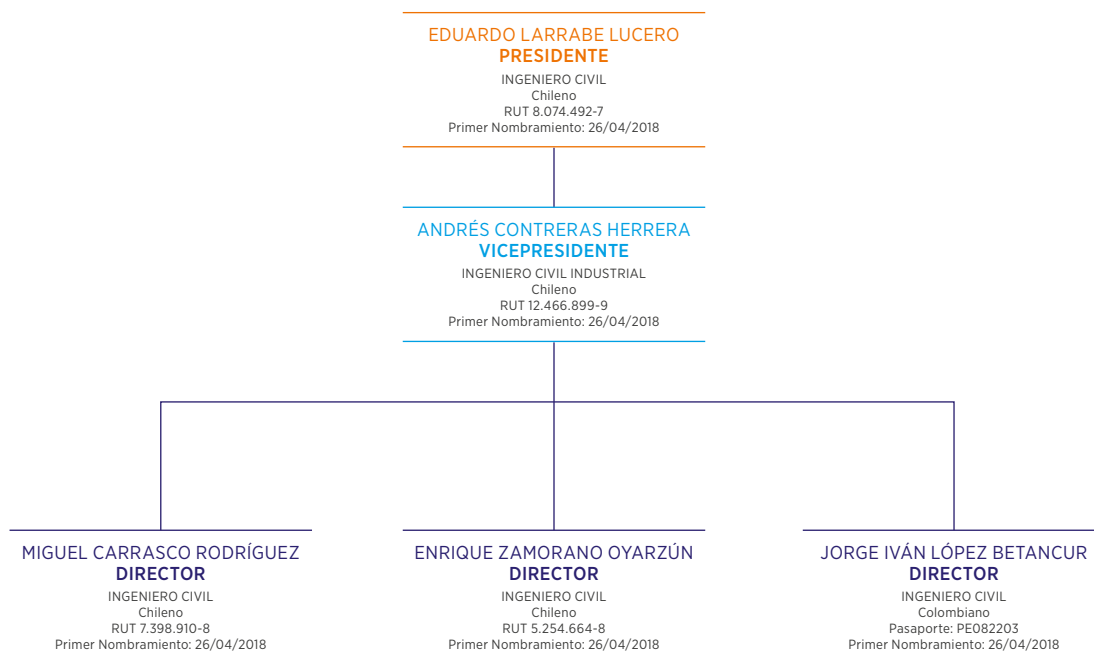 EDUARDO LARRABE LUCERO
PRESIDENTE
INGENIERO CIVIL
Chileno
RUT 8.074.492-7
Primer Nombramiento: 26/04/2018
ANDRÉS CONTRERAS HERRERA
VICEPRESIDENTE
INGENIERO CIVIL INDUSTRIAL
Chileno
RUT 12.466.899-9
Primer Nombramiento: 26/04/2018
MIGUEL CARRASCO RODRÍGUEZ
DIRECTOR
INGENIERO CIVIL
Chileno
RUT 7.398.910-8
Primer Nombramiento: 26/04/2018
ENRIQUE ZAMORANO OYARZÚN
DIRECTOR
INGENIERO CIVIL
Chileno
RUT 5.254.664-8
Primer Nombramiento: 26/04/2018
JORGE IVÁN LÓPEZ BETANCUR
DIRECTOR
INGENIERO CIVIL
Colombiano
Pasaporte: PE082203
Primer Nombramiento: 26/04/2018